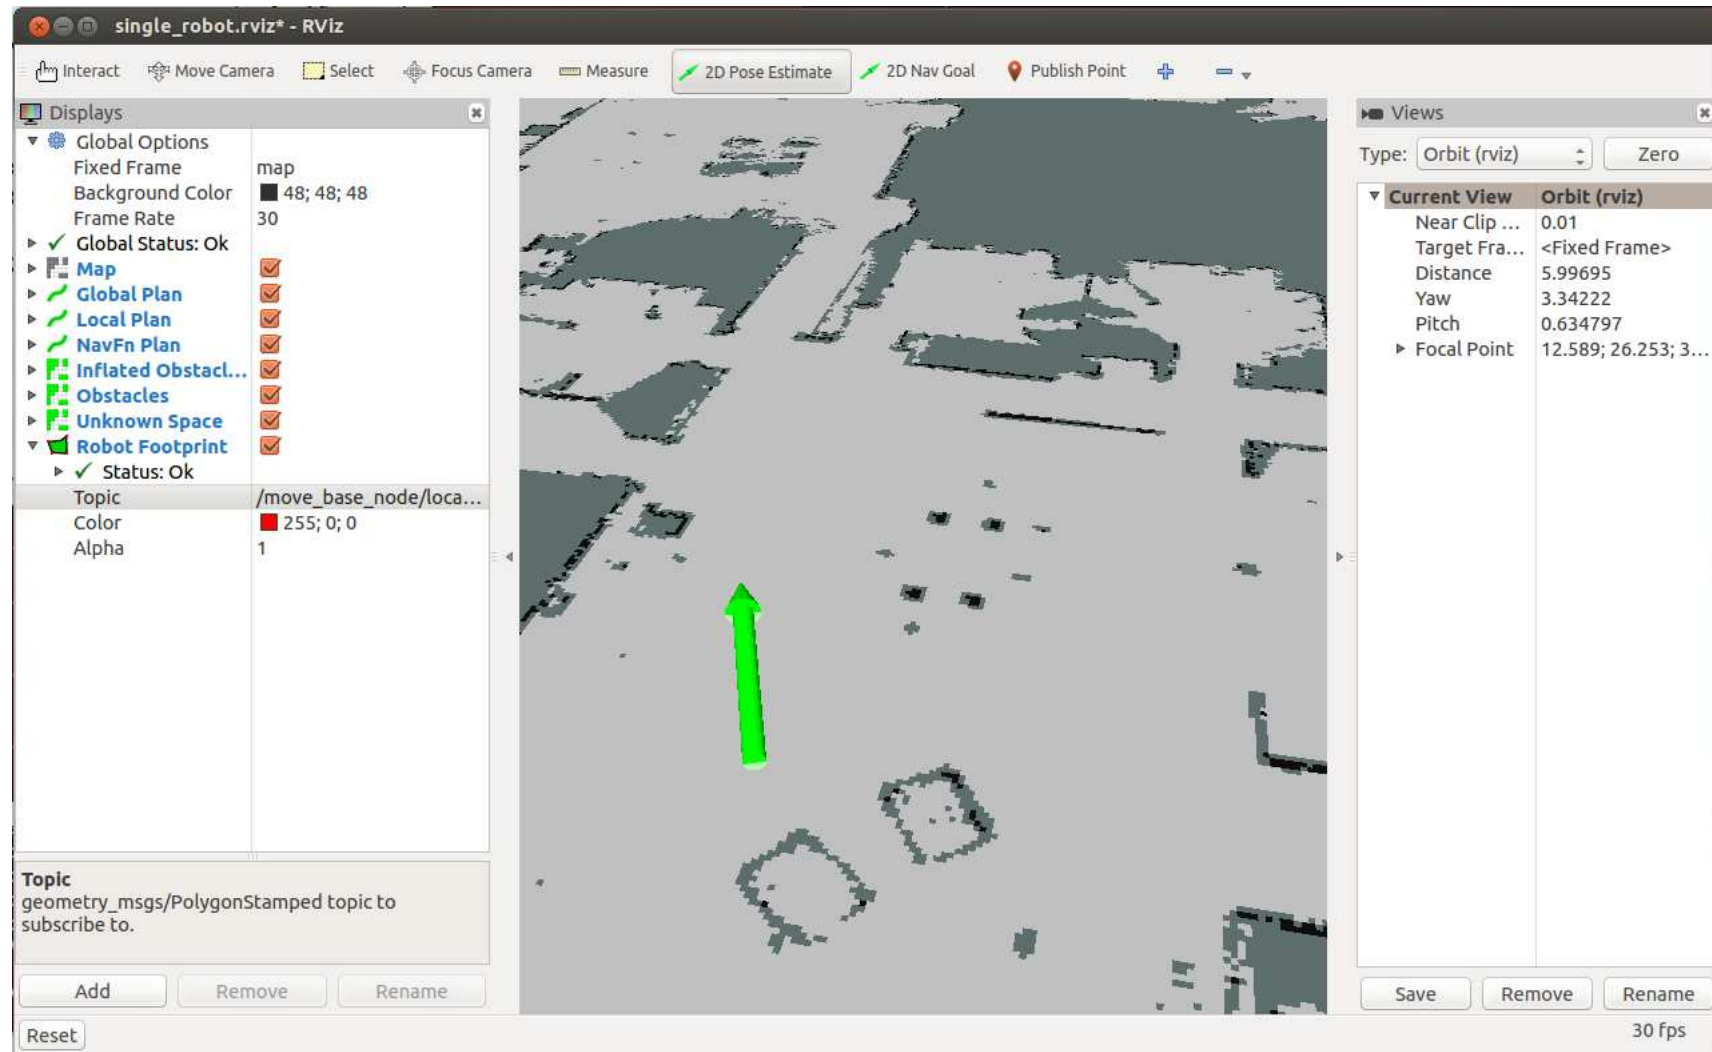 single_robot.rviz* - RViz
Interact Move Camera Select Focus Camera Measure 2D Pose Estimate 2D Nav Goal Publish Point
Displays
Global Options
Fixed Frame map
Background Color 48; 48; 48
Frame Rate 30
Global Status: Ok
Map
Global Plan
Local Plan
NavFn Plan
Inflated Obstacl...
Obstacles
Unknown Space
Robot Footprint
Status: Ok
Topic /move_base_node/loca...
Color 255; 0; 0
Alpha 1
Topic
geometry_msgs/PolygonStamped topic to
subscribe to.
Add Remove Rename
Reset
Views
Type: Orbit (rviz) Zero
Current View Orbit (rviz)
Near Clip ... 0.01
Target Fra... <Fixed Frame>
Distance 5.99695
Yaw 3.34222
Pitch 0.634797
Focal Point 12.589; 26.253; 3...
Save Remove Rename
30 fps